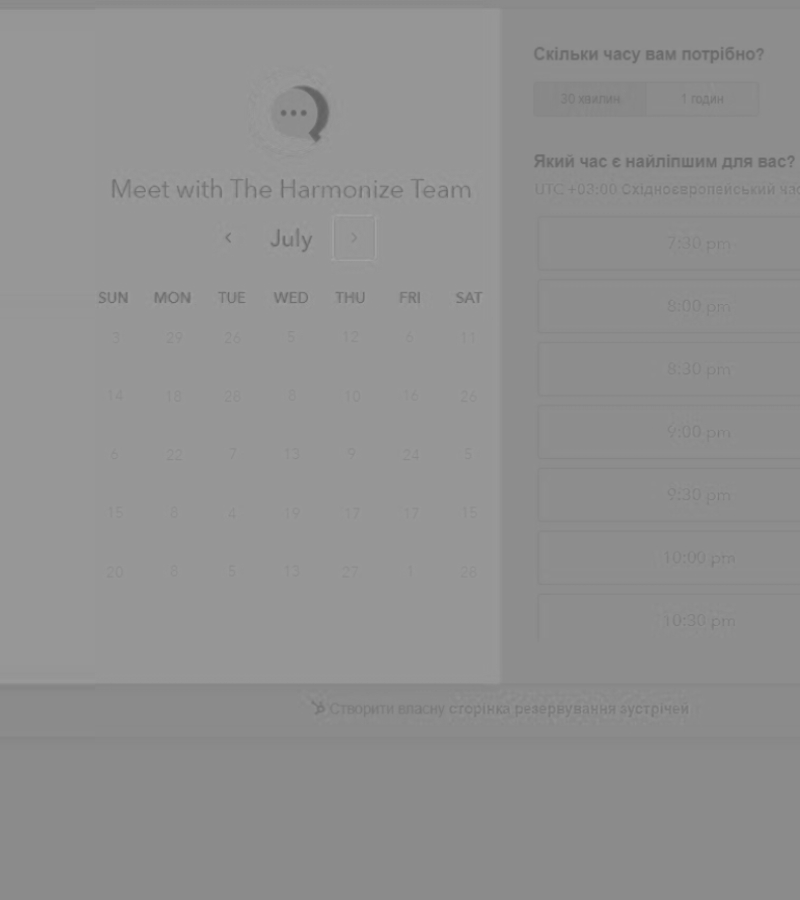 Meet with The Harmonize Team
July
SUN MON TUE WED THU FRI SAT
3 29 26 5 12 6 11
14 18 28 8 10 16 26
6 22 7 13 9 24 5
15 8 4 19 17 17 15
20 6 5 13 27 1 28
Скільки часу вам потрібно?
30 хвилин 1 годин
Який час є найліпшим для вас?
UTC +03:00 Східноєвропейський
7:30 pm
8:00 pm
8:30 pm
9:00 pm
9:30 pm
10:00 pm
10:30 pm
Створити власну сторінка резервування зустрічей